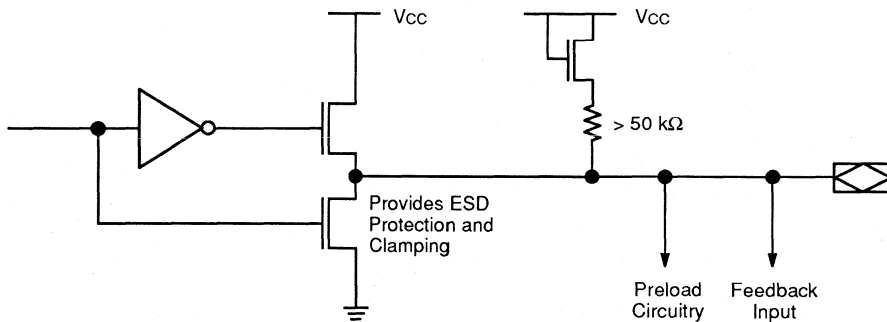 Vcc
Vcc
> 50 kΩ
Provides ESD
Protection and
Clamping
Preload
Circuitry
Feedback
Input